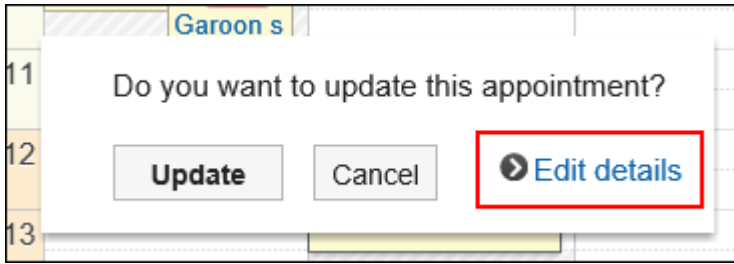 Garoon s
11
Do you want to update this appointment?
12
Update Cancel Edit details
13